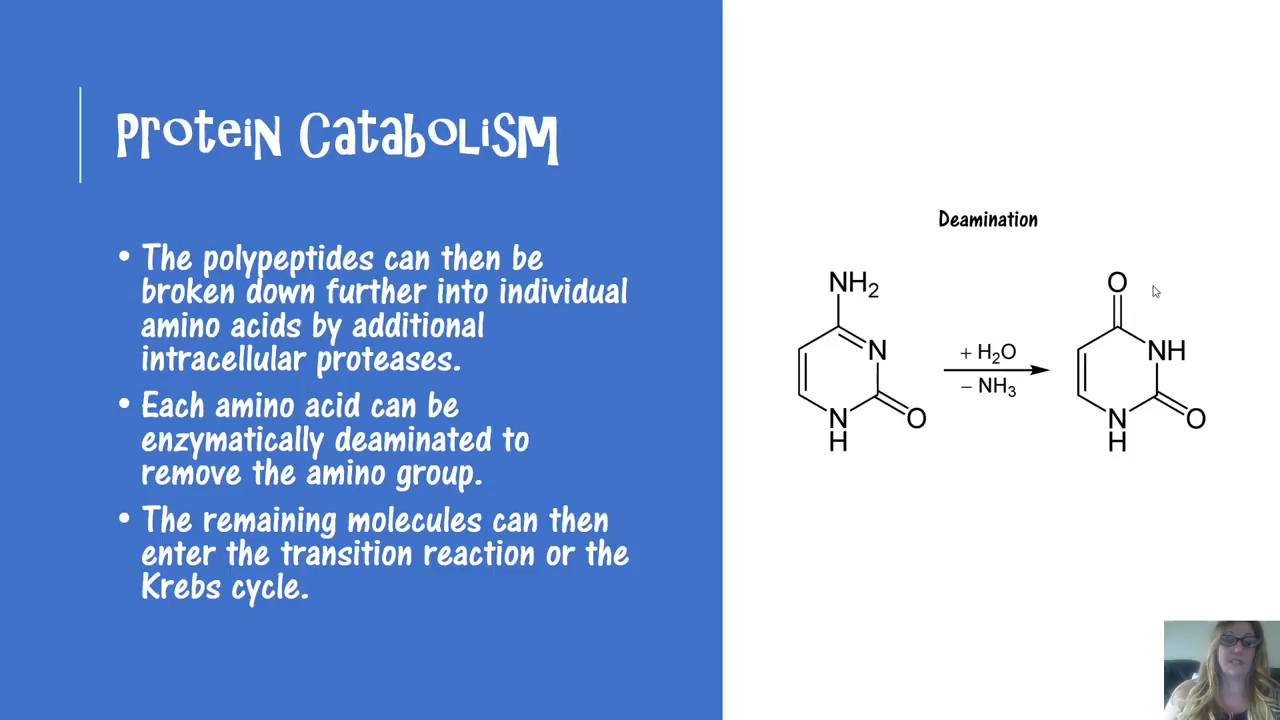 Protein Catabolism
• The polypeptides can then be
broken down further into individual
amino acids by additional
intracellular proteases.
• Each amino acid can be
enzymatically deaminated to
remove the amino group.
• The remaining molecules can then
enter the transition reaction or the
Krebs cycle.
Deamination
NH₂
N
N
H
O
+ H₂O
− NH₃
O
NH
N
H
O